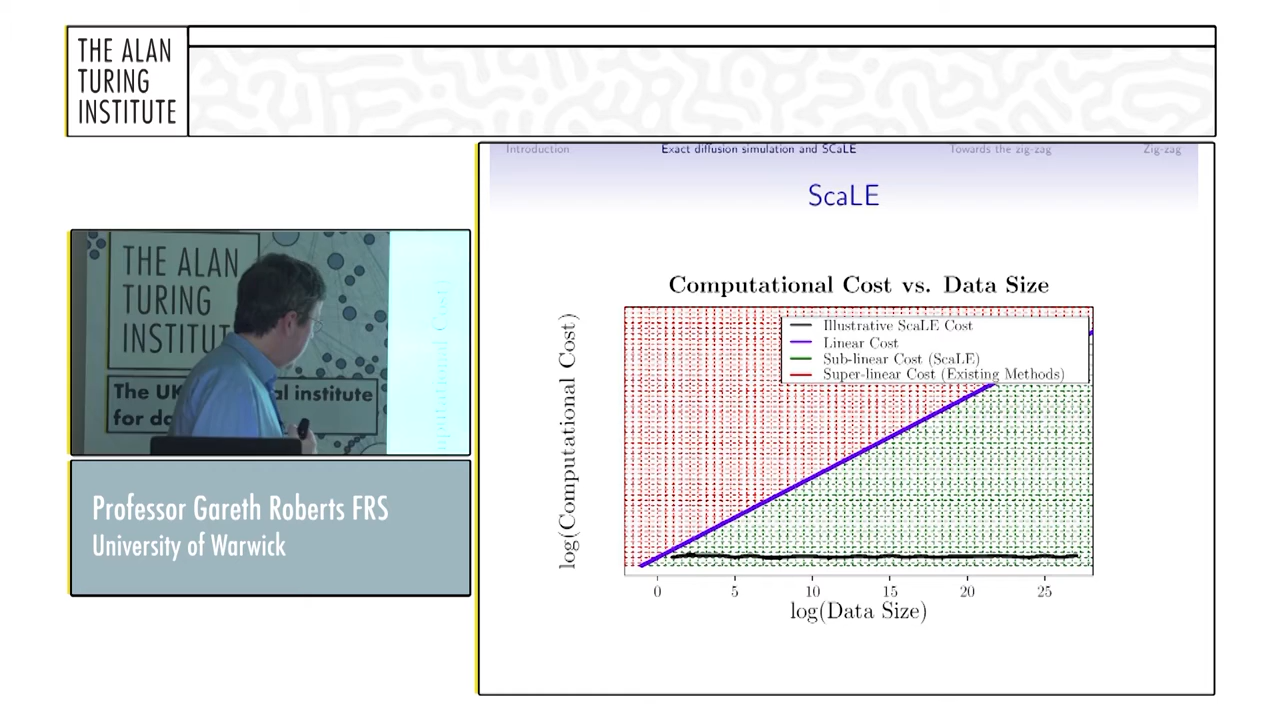 THE ALAN
TURING
INSTITUTE
Introduction
Exact diffusion simulation and SCaLE
Towards the zig-zag
Zig-zag
ScaLE
Computational Cost vs. Data Size
Illustrative ScaLE Cost
Linear Cost
Sub-linear Cost (ScaLE)
Super-linear Cost (Existing Methods)
log(Computational Cost)
0 5 10 15 20 25
log(Data Size)
THE ALAN
TURING
The UK
al institute
for
Professor Gareth Roberts FRS
University of Warwick